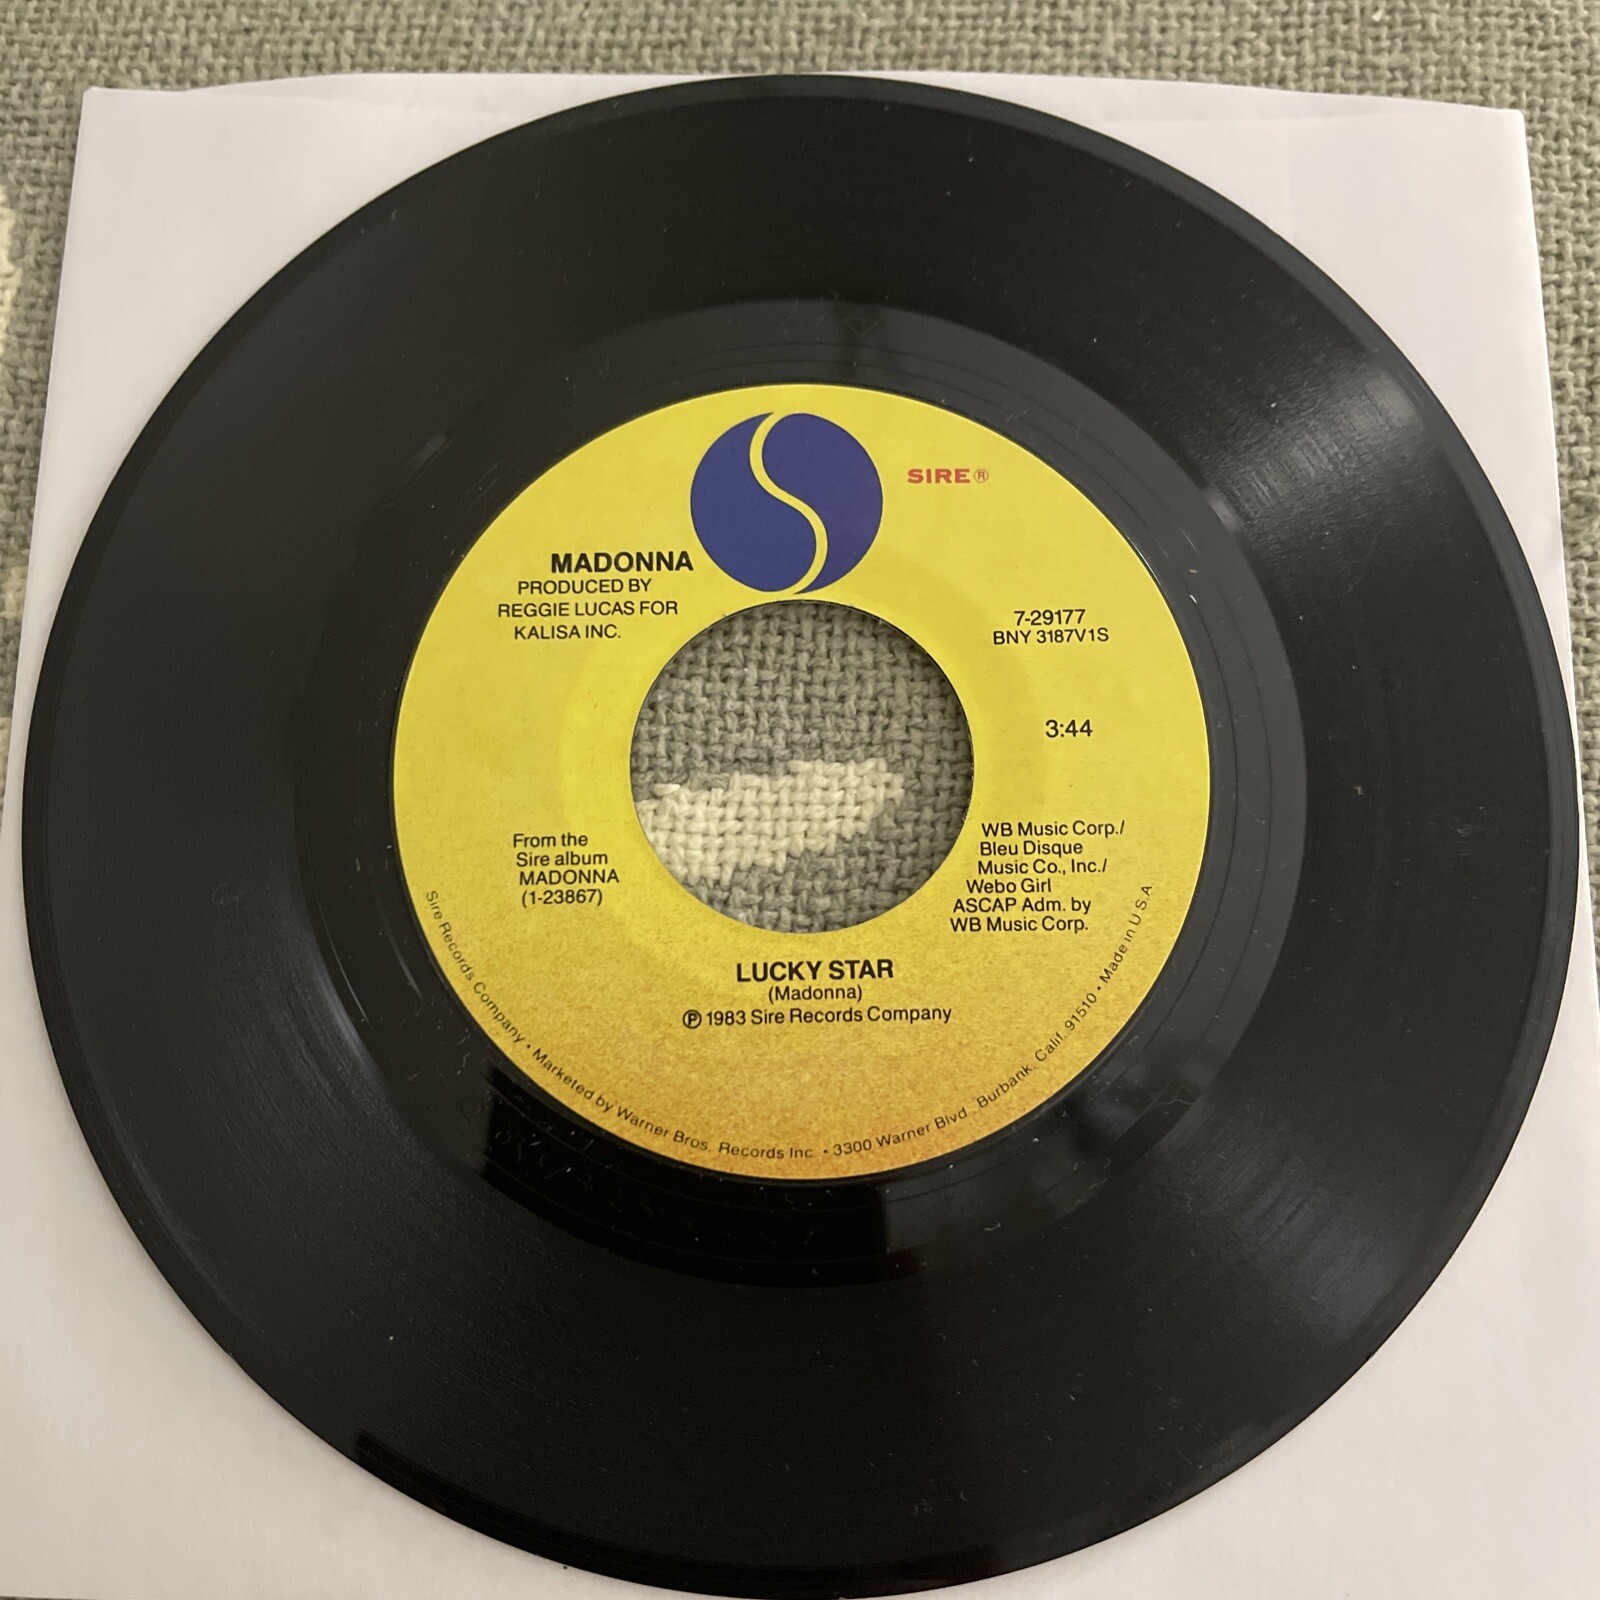 SIRE®
MADONNA
PRODUCED BY
REGGIE LUCAS FOR
KALISA INC.
7-29177
BNY 3187V1S
3:44
From the
Sire album
MADONNA
(1-23867)
WB Music Corp./
Bleu Disque
Music Co., Inc./
Webo Girl
ASCAP Adm. by
WB Music Corp.
LUCKY STAR
(Madonna)
℗ 1983 Sire Records Company
Sire Records Company • Marketed by Warner Bros. Records Inc. • 3300 Warner Blvd., Burbank, Calif. 91510 • Made in U.S.A